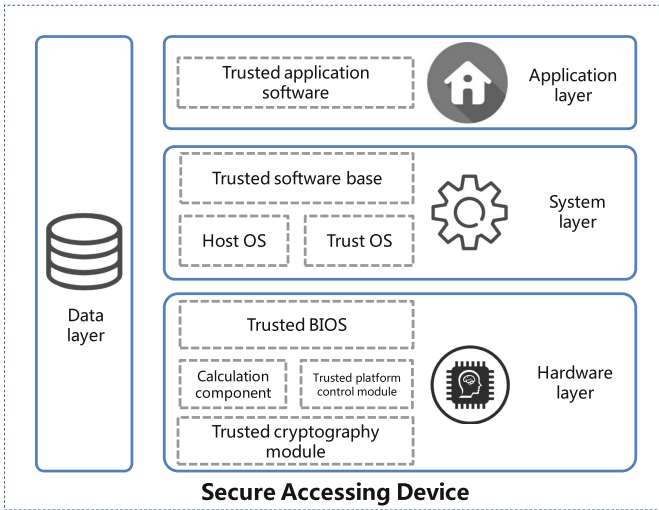 Data
layer
Trusted application
software
Application
layer
Trusted software base
Host OS
Trust OS
System
layer
Trusted BIOS
Calculation
component
Trusted platform
control module
Trusted cryptography
module
Hardware
layer
Secure Accessing Device